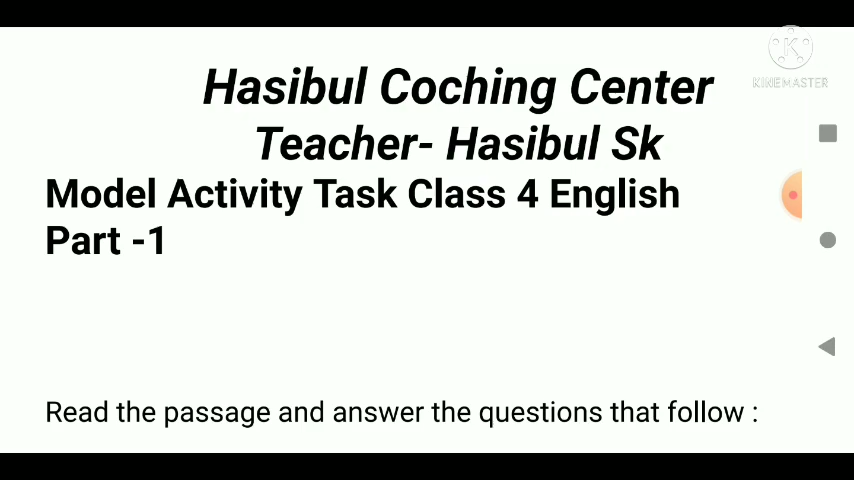 Hasibul Coching Center
K
KINEMASTER
Teacher- Hasibul Sk
Model Activity Task Class 4 English
Part -1
Read the passage and answer the questions that follow :